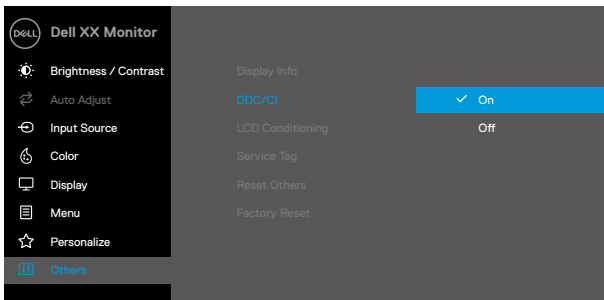 DELL Dell XX Monitor
Brightness / Contrast
Auto Adjust
Input Source
Color
Display
Menu
Personalize
Others
Display Info
DDC/CI
LCD Conditioning
Service Tag
Reset Others
Factory Reset
On
Off